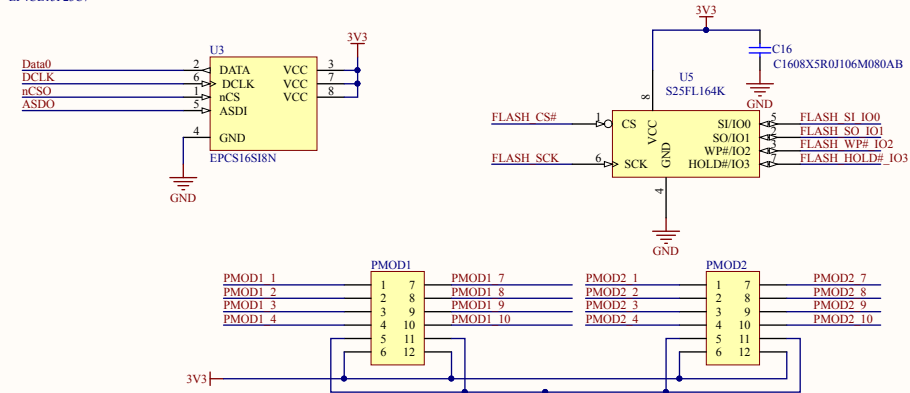 3V3
C16
C1608X5R0J106M080AB
GND
U3
3V3
Data0 2 DATA VCC 3
DCLK 6 DCLK VCC 7
nCSO 1 nCS VCC 8
ASDO 5 ASDI
4 GND
EPCS16SI8N
GND
U5
S25FL164K
8
FLASH_CS# 1 CS VCC SI/IO0 5 FLASH_SI_IO0
SO/IO1 2 FLASH_SO_IO1
WP#/IO2 3 FLASH_WP#_IO2
FLASH_SCK 6 SCK GND HOLD#/IO3 7 FLASH_HOLD#_IO3
4
GND
PMOD1
PMOD1_1 1 7 PMOD1_7
PMOD1_2 2 8 PMOD1_8
PMOD1_3 3 9 PMOD1_9
PMOD1_4 4 10 PMOD1_10
5 11
6 12
PMOD2
PMOD2_1 1 7 PMOD2_7
PMOD2_2 2 8 PMOD2_8
PMOD2_3 3 9 PMOD2_9
PMOD2_4 4 10 PMOD2_10
5 11
6 12
3V3